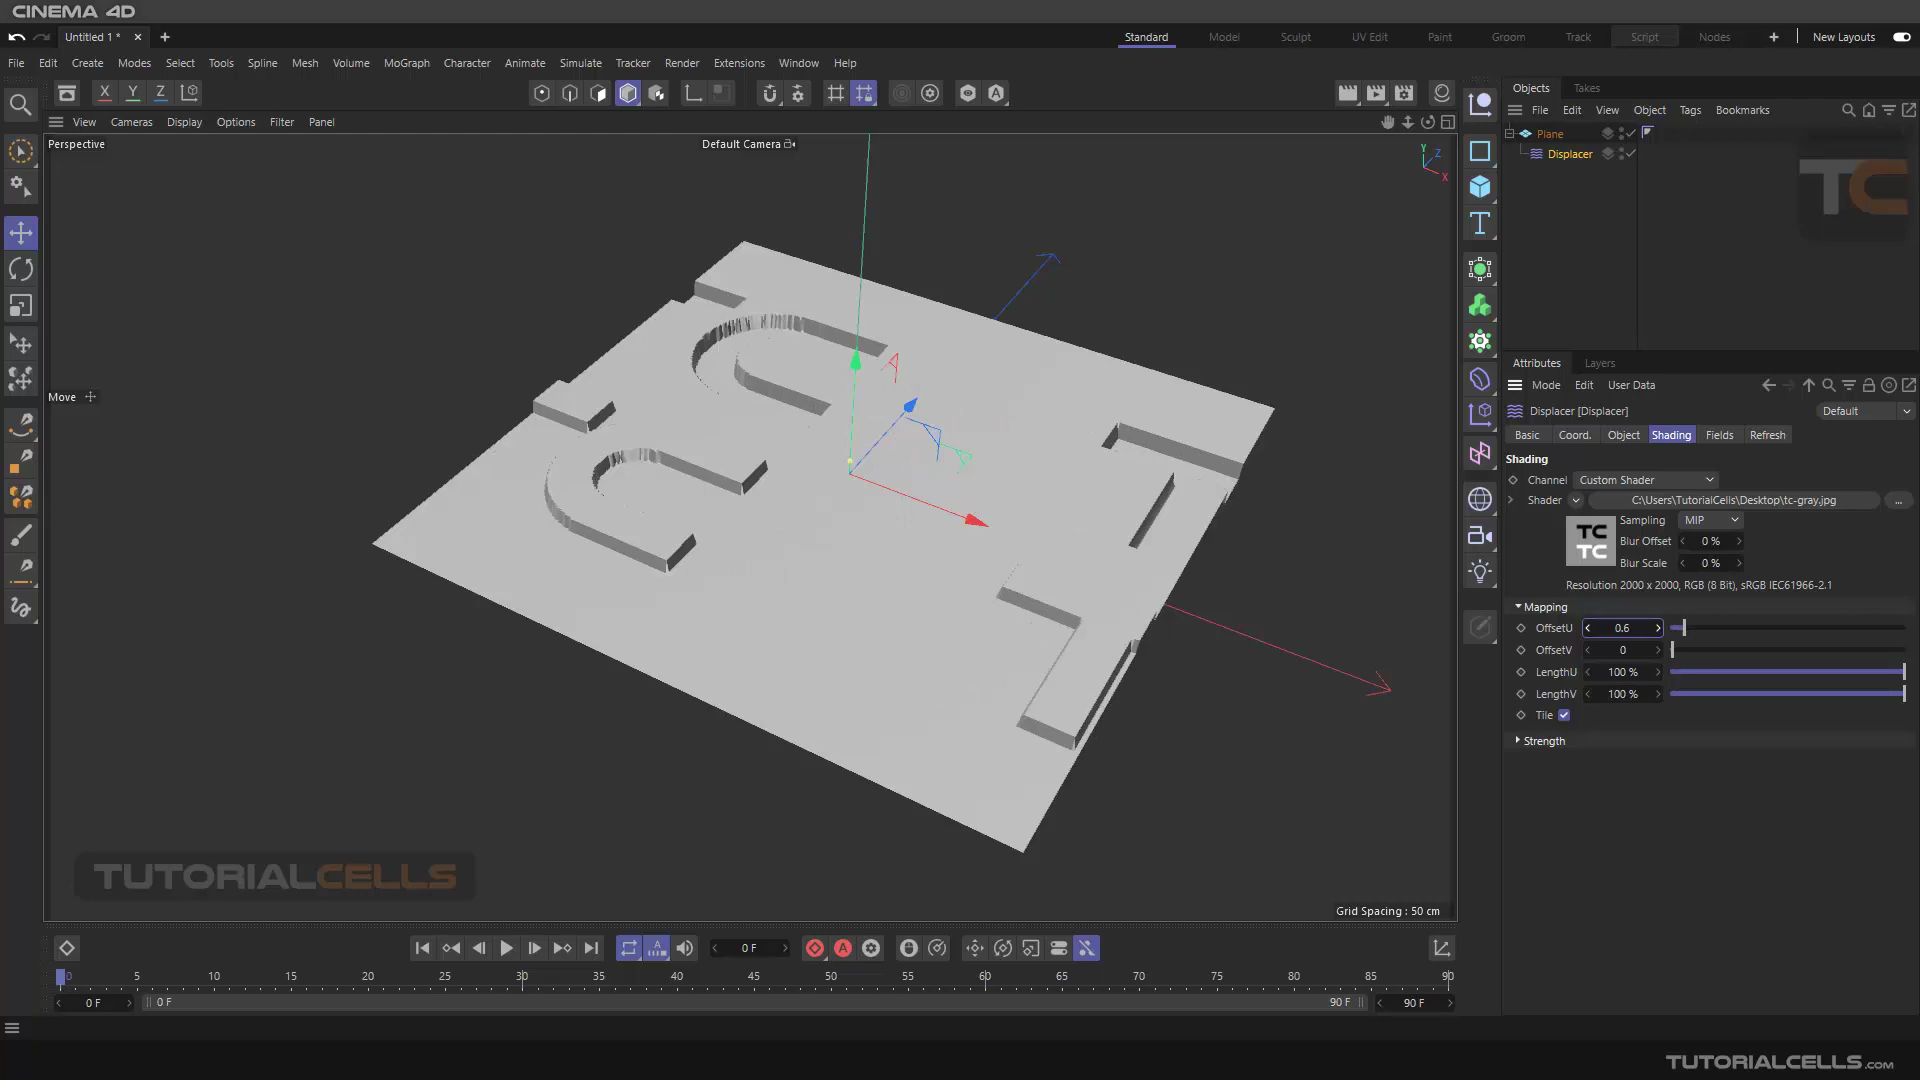 CINEMA 4D
Untitled 1 *
Standard Model Sculpt UV Edit Paint Groom Track Script Nodes New Layouts
File Edit Create Modes Select Tools Spline Mesh Volume MoGraph Character Animate Simulate Tracker Render Extensions Window Help
X Y Z
View Cameras Display Options Filter Panel
Perspective
Default Camera
Y Z X
Move
Grid Spacing : 50 cm
TUTORIALCELLS
Objects Takes
File Edit View Object Tags Bookmarks
Plane
Displacer
TC
Attributes Layers
Mode Edit User Data
Displacer [Displacer]
Default
Basic Coord. Object Shading Fields Refresh
Shading
Channel Custom Shader
Shader C:\Users\TutorialCells\Desktop\tc-gray.jpg ...
TC
TC
Sampling MIP
Blur Offset 0 %
Blur Scale 0 %
Resolution 2000 x 2000, RGB (8 Bit), sRGB IEC61966-2.1
Mapping
OffsetU 0.6
OffsetV 0
LengthU 100 %
LengthV 100 %
Tile
Strength
0 F
0 5 10 15 20 25 30 35 40 45 50 55 60 65 70 75 80 85 90
0 F 0 F 90 F 90 F
TUTORIALCELLS.COM